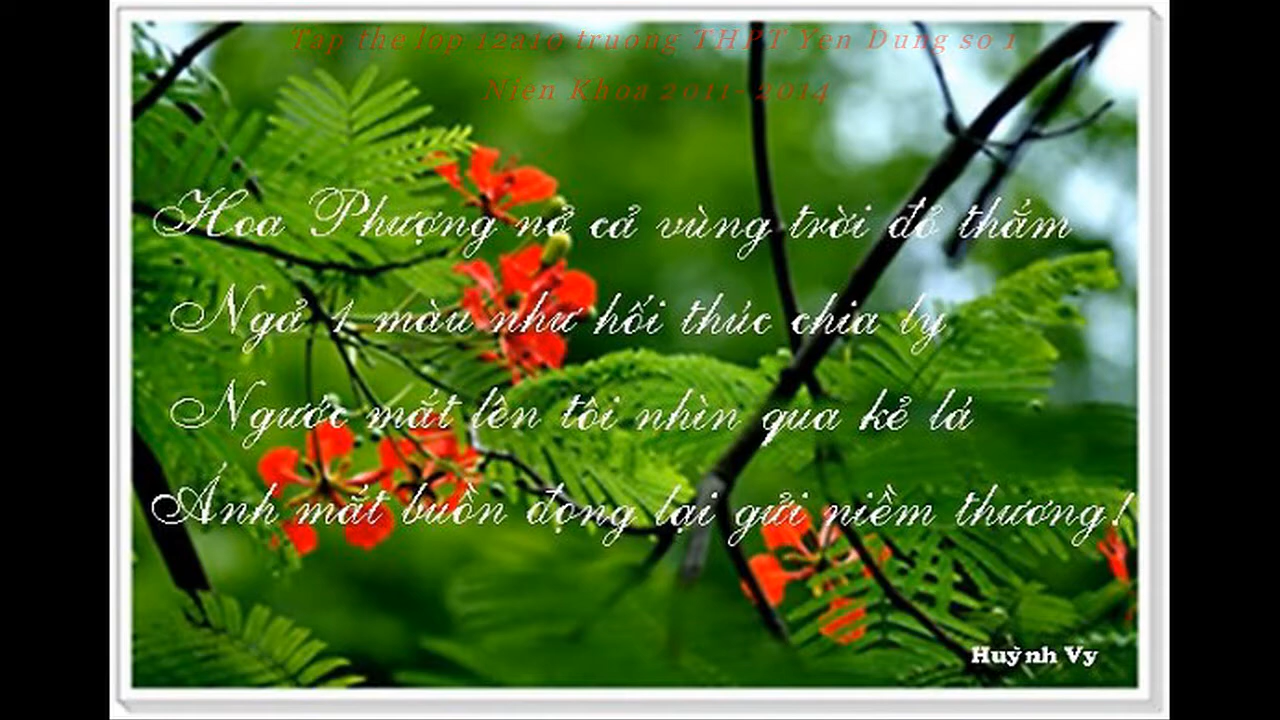 Tap the lop 12a10 truong THPT Yen Dung so 1
Nien Khoa 2011-2014
Hoa Phượng nở cả vùng trời đỏ thắm
Ngả 1 màu như hối thúc chia ly
Ngước mắt lên tôi nhìn qua kẻ lá
Ánh mắt buồn đọng lại gửi niềm thương!
Huỳnh Vy